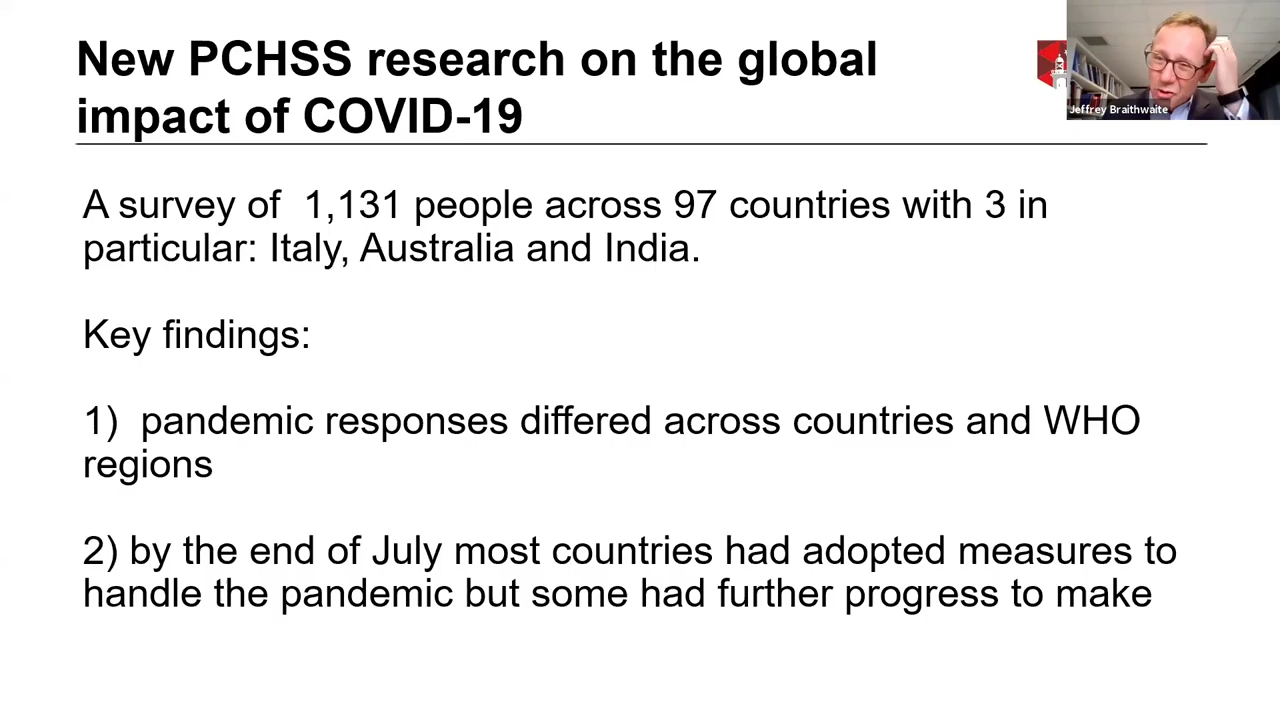 New PCHSS research on the global
impact of COVID-19
Jeffrey Braithwaite
A survey of  1,131 people across 97 countries with 3 in
particular: Italy, Australia and India.
Key findings:
1)  pandemic responses differed across countries and WHO
regions
2) by the end of July most countries had adopted measures to
handle the pandemic but some had further progress to make